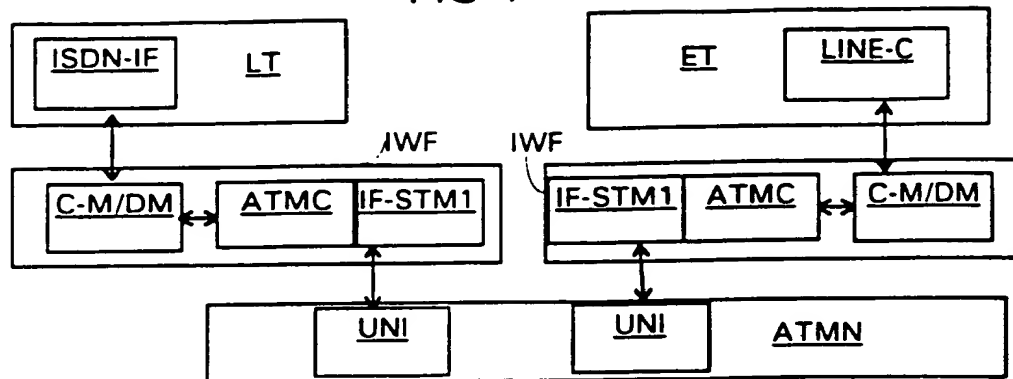 ISDN-IF LT ET LINE-C
IWF IWF
C-M/DM ATMC IF-STM1 IF-STM1 ATMC C-M/DM
UNI UNI ATMN